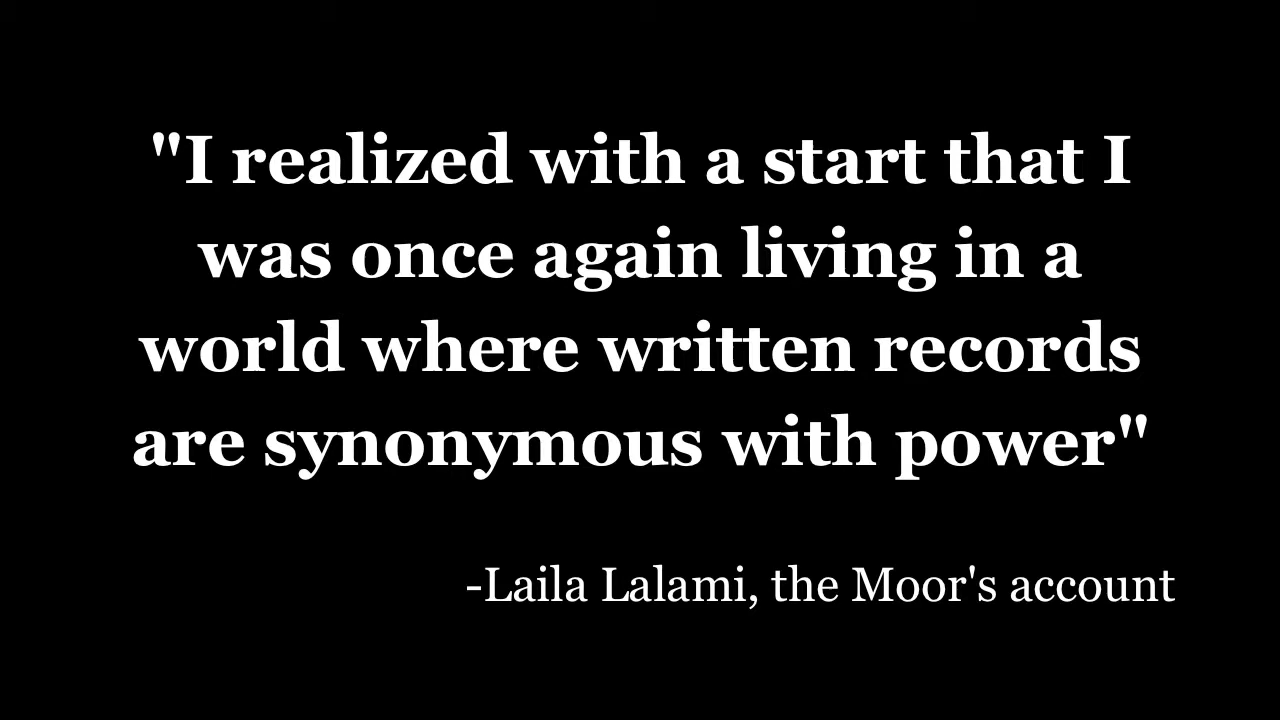 "I realized with a start that I
was once again living in a
world where written records
are synonymous with power"
-Laila Lalami, the Moor's account